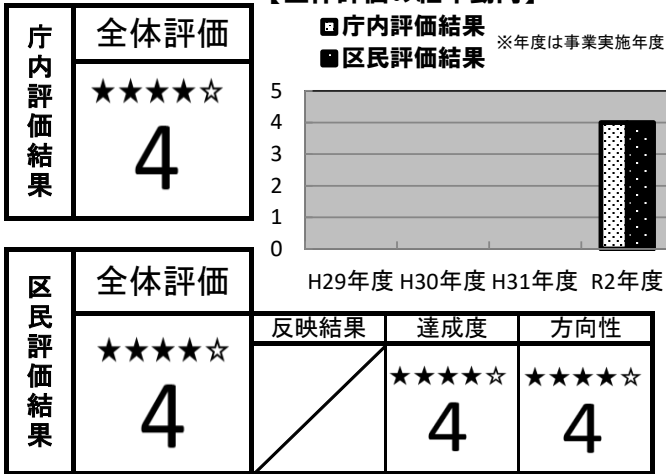 【全体評価の経年動向】
庁内評価結果
全体評価
★★★★☆
4
庁内評価結果
※年度は事業実施年度
区民評価結果
5
4
3
2
1
0
H29年度 H30年度 H31年度 R2年度
区民評価結果
全体評価
★★★★☆
4
反映結果
達成度
★★★★☆
4
方向性
★★★★☆
4